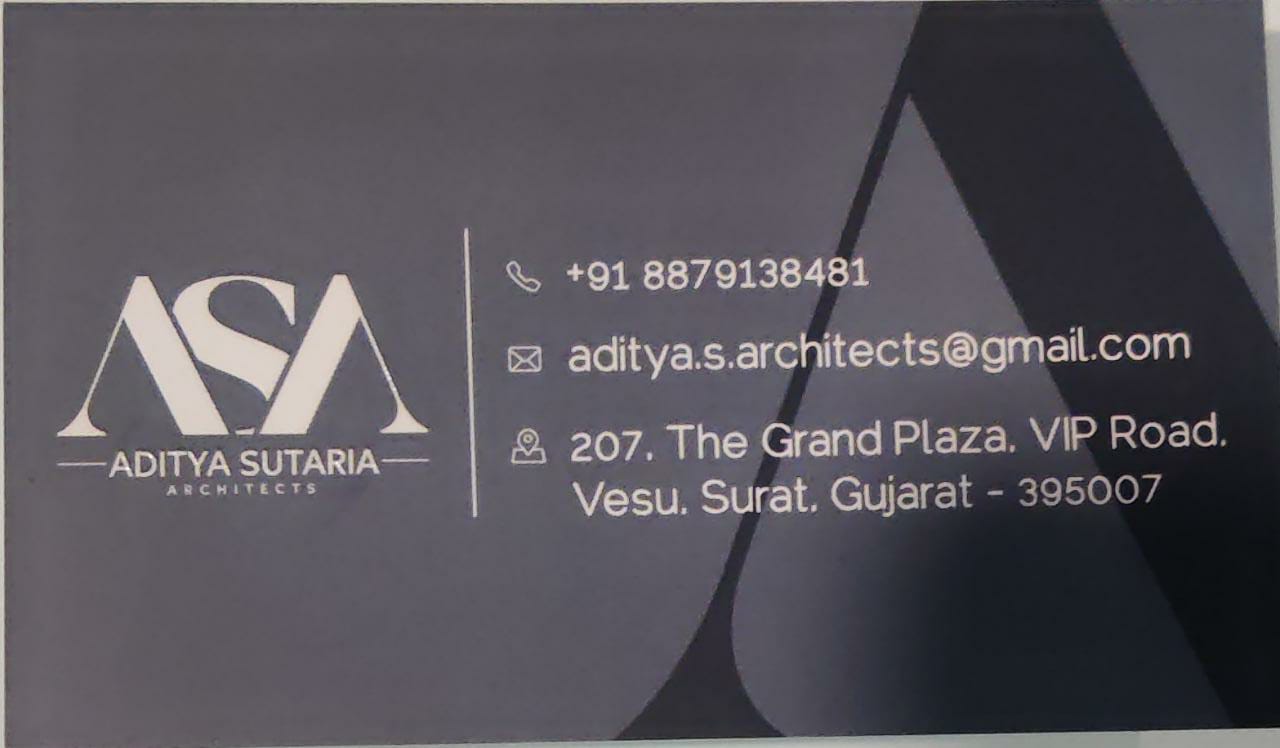 ASA
ADITYA SUTARIA
ARCHITECTS
+91 8879138481
aditya.s.architects@gmail.com
207, The Grand Plaza, VIP Road,
Vesu, Surat, Gujarat - 395007